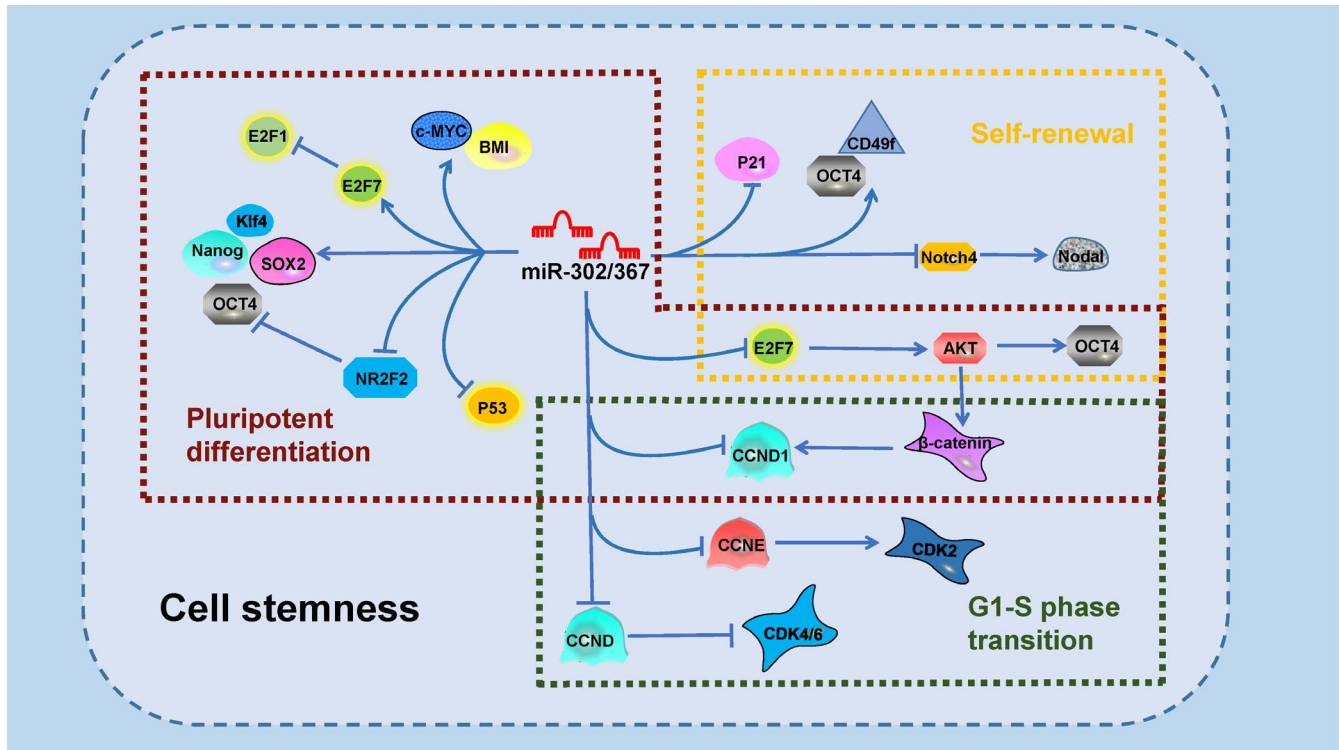 E2F1
c-MYC
BMI
E2F7
Klf4
Nanog
SOX2
OCT4
NR2F2
P53
Pluripotent
differentiation
miR-302/367
Self-renewal
P21
CD49f
OCT4
Notch4
Nodal
E2F7
AKT
OCT4
CCND1
β-catenin
CCNE
CDK2
CCND
CDK4/6
G1-S phase
transition
Cell stemness